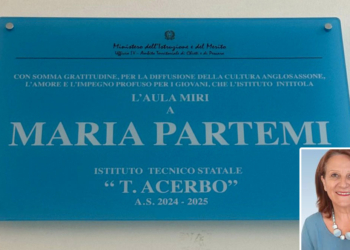 Ministero dell'Istruzione e del Merito
CON SOMMA GRATITUDINE, PER LA DIFFUSIONE DELLA CULTURA ANGLOSASSONE,
L'AMORE E L'IMPEGNO PROFUSO PER I GIOVANI, CHE L'ISTITUTO INTITOLA
L'AULA MIRI
A
MARIA PARTEMI
ISTITUTO TECNICO STATALE
“ T. ACERBO”
A.S. 2024 - 2025